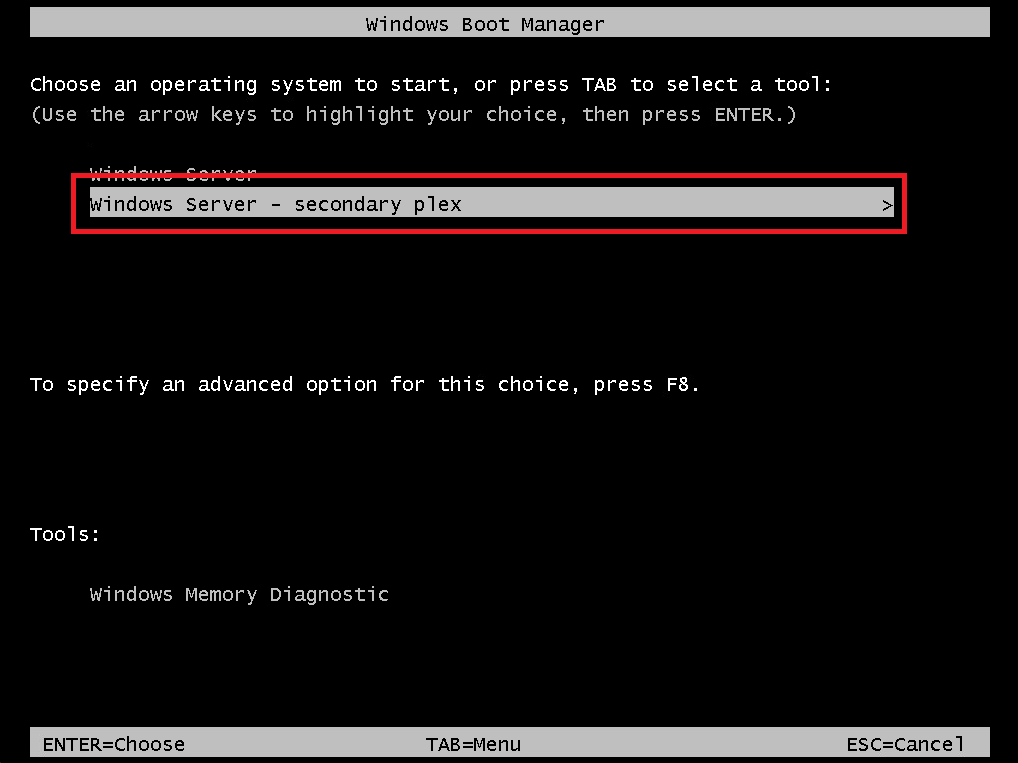 Windows Boot Manager
Choose an operating system to start, or press TAB to select a tool:
(Use the arrow keys to highlight your choice, then press ENTER.)
Windows Server
Windows Server - secondary plex >
To specify an advanced option for this choice, press F8.
Tools:
Windows Memory Diagnostic
ENTER=Choose TAB=Menu ESC=Cancel